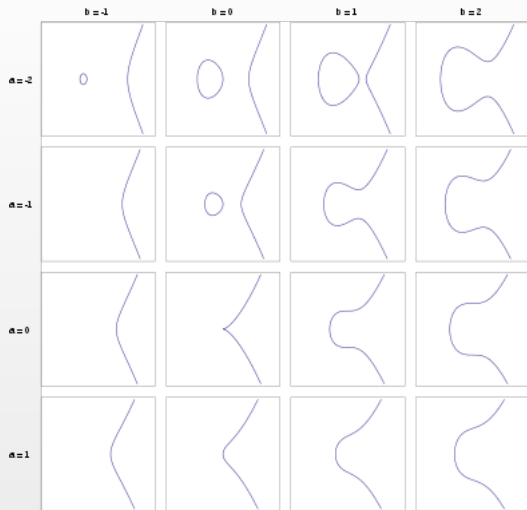 b = -1 b = 0 b = 1 b = 2
a = -2
a = -1
a = 0
a = 1